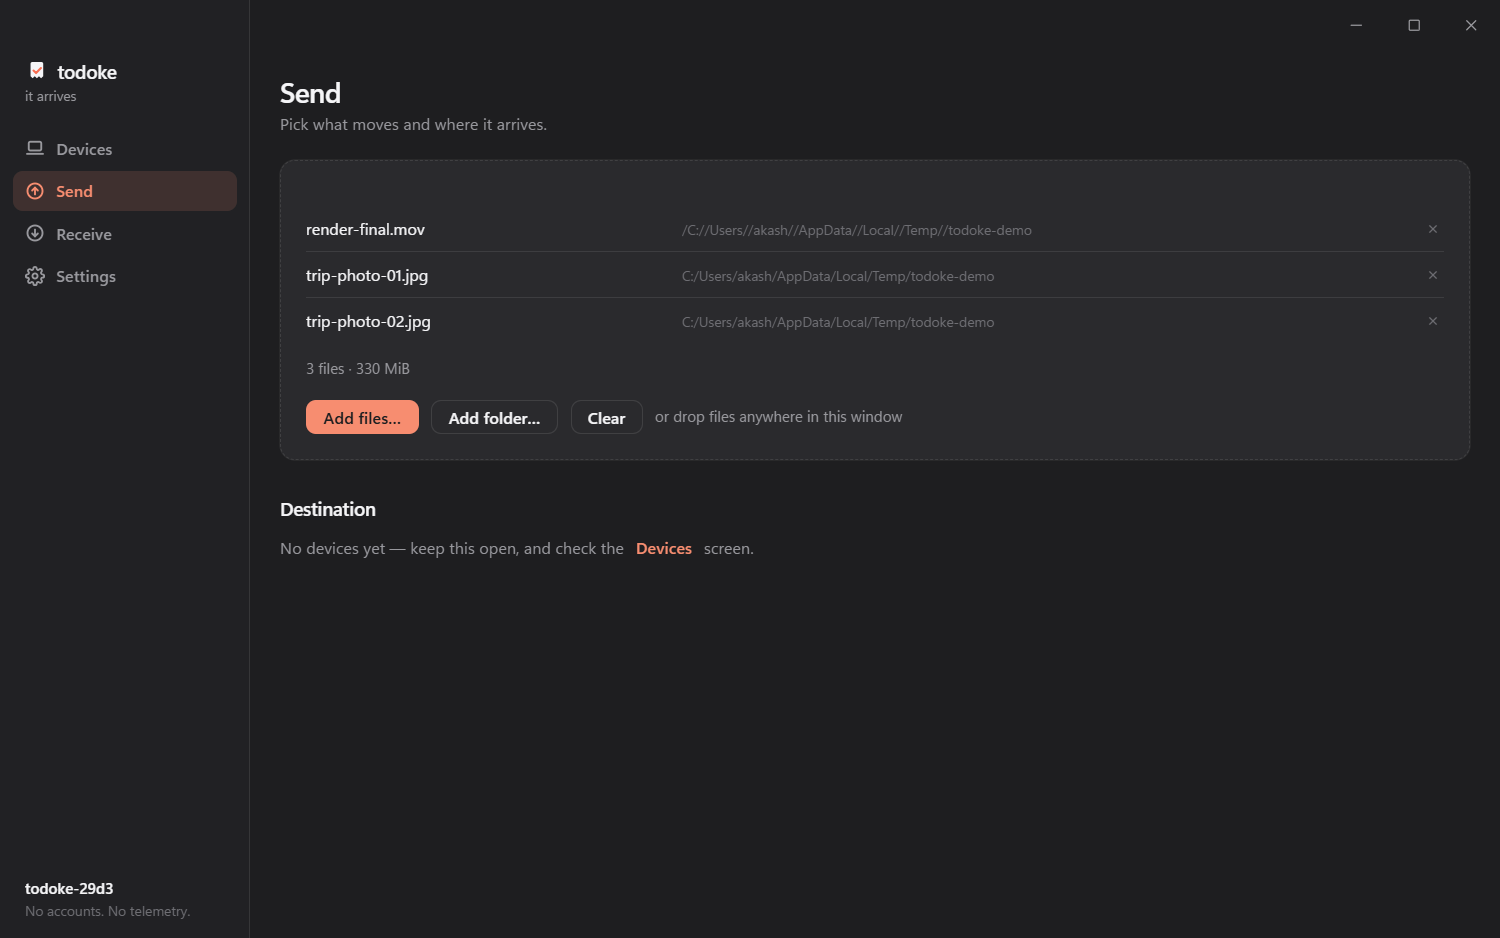 todoke
it arrives
Devices
Send
Receive
Settings
todoke-29d3
No accounts. No telemetry.
Send
Pick what moves and where it arrives.
render-final.mov /C://Users//akash//AppData//Local//Temp//todoke-demo ×
trip-photo-01.jpg C:/Users/akash/AppData/Local/Temp/todoke-demo ×
trip-photo-02.jpg C:/Users/akash/AppData/Local/Temp/todoke-demo ×
3 files · 330 MiB
Add files... Add folder... Clear or drop files anywhere in this window
Destination
No devices yet — keep this open, and check the Devices screen.